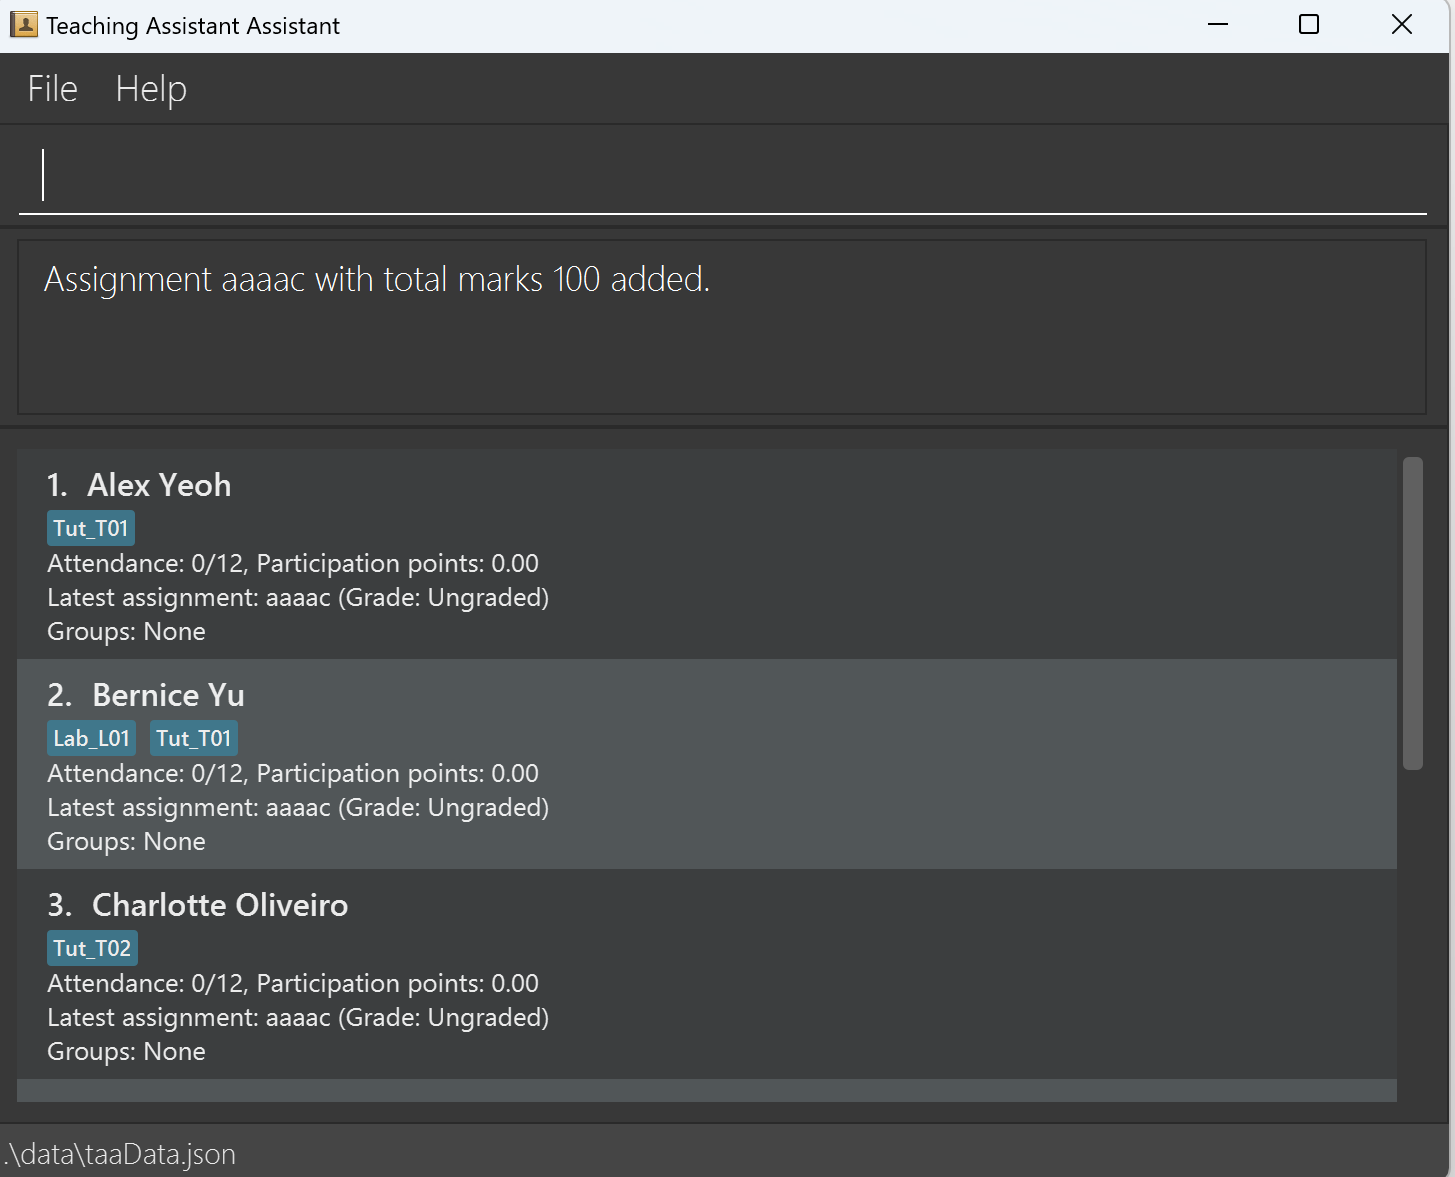 Teaching Assistant Assistant
File Help
Assignment aaaac with total marks 100 added.
1. Alex Yeoh
Tut_T01
Attendance: 0/12, Participation points: 0.00
Latest assignment: aaaac (Grade: Ungraded)
Groups: None
2. Bernice Yu
Lab_L01 Tut_T01
Attendance: 0/12, Participation points: 0.00
Latest assignment: aaaac (Grade: Ungraded)
Groups: None
3. Charlotte Oliveiro
Tut_T02
Attendance: 0/12, Participation points: 0.00
Latest assignment: aaaac (Grade: Ungraded)
Groups: None
.\data\taaData.json